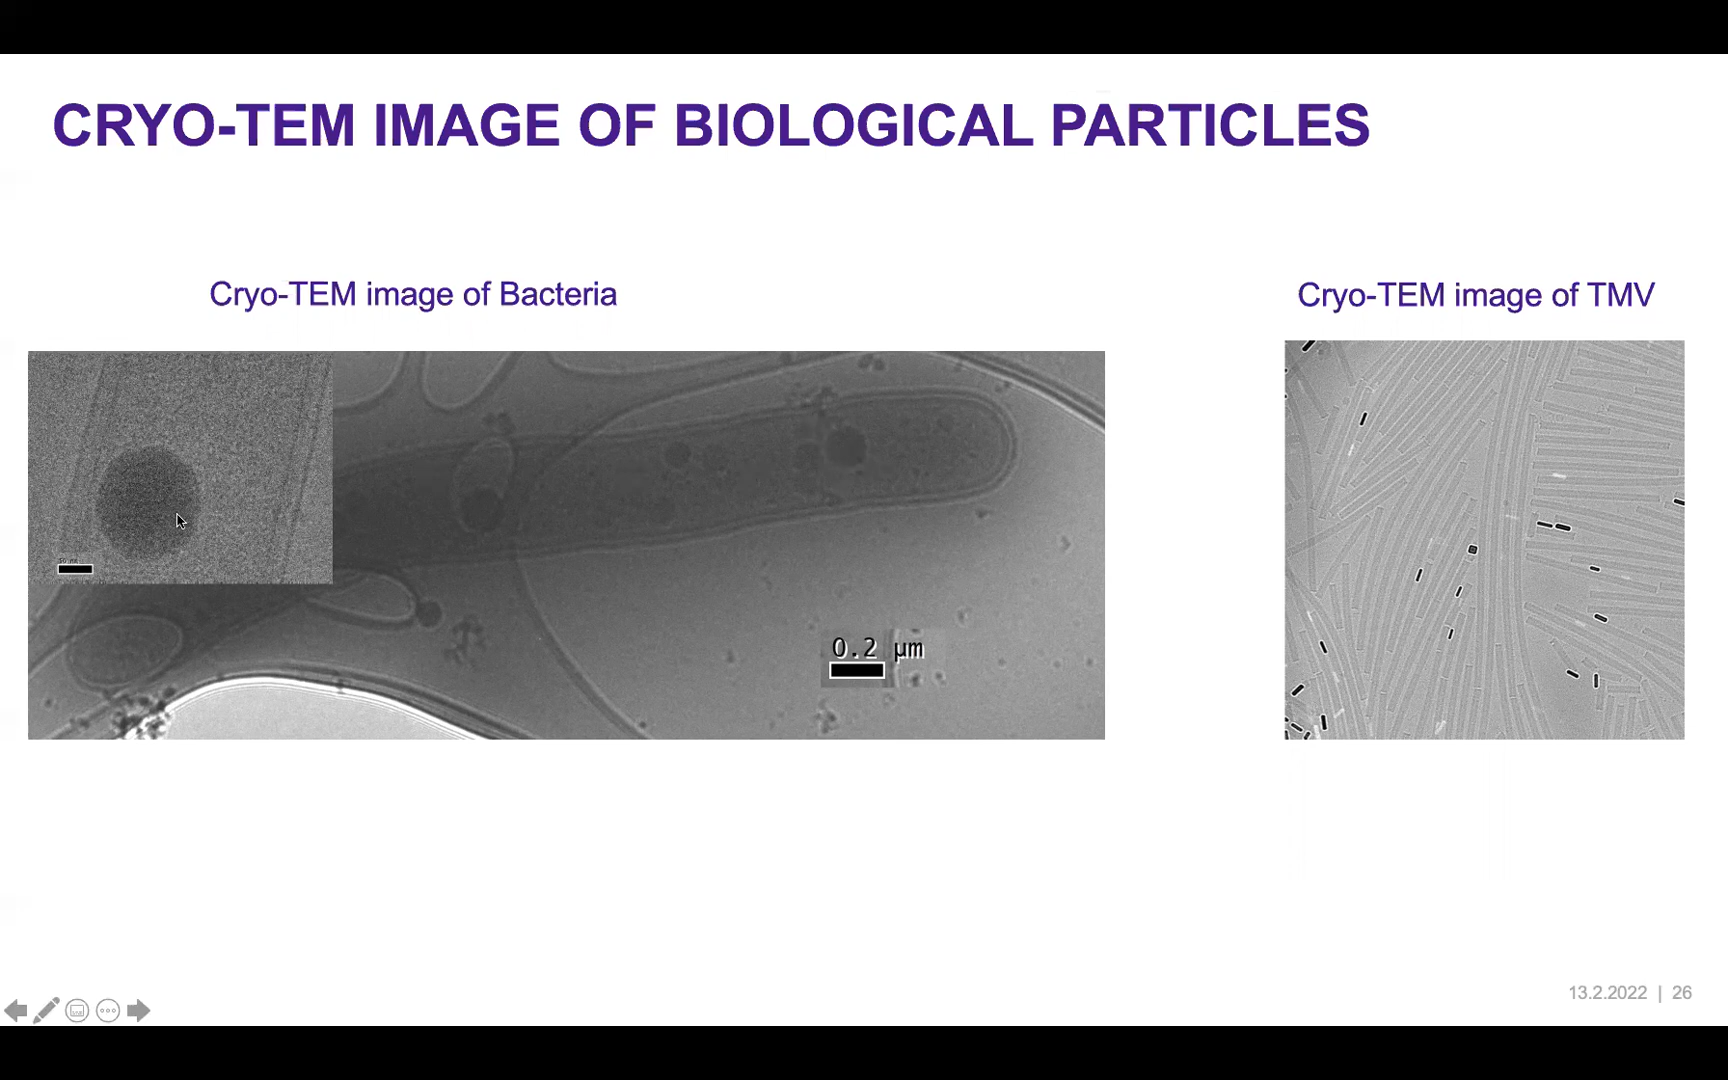 CRYO-TEM IMAGE OF BIOLOGICAL PARTICLES
Cryo-TEM image of Bacteria
Cryo-TEM image of TMV
0.2 µm
13.2.2022 | 26